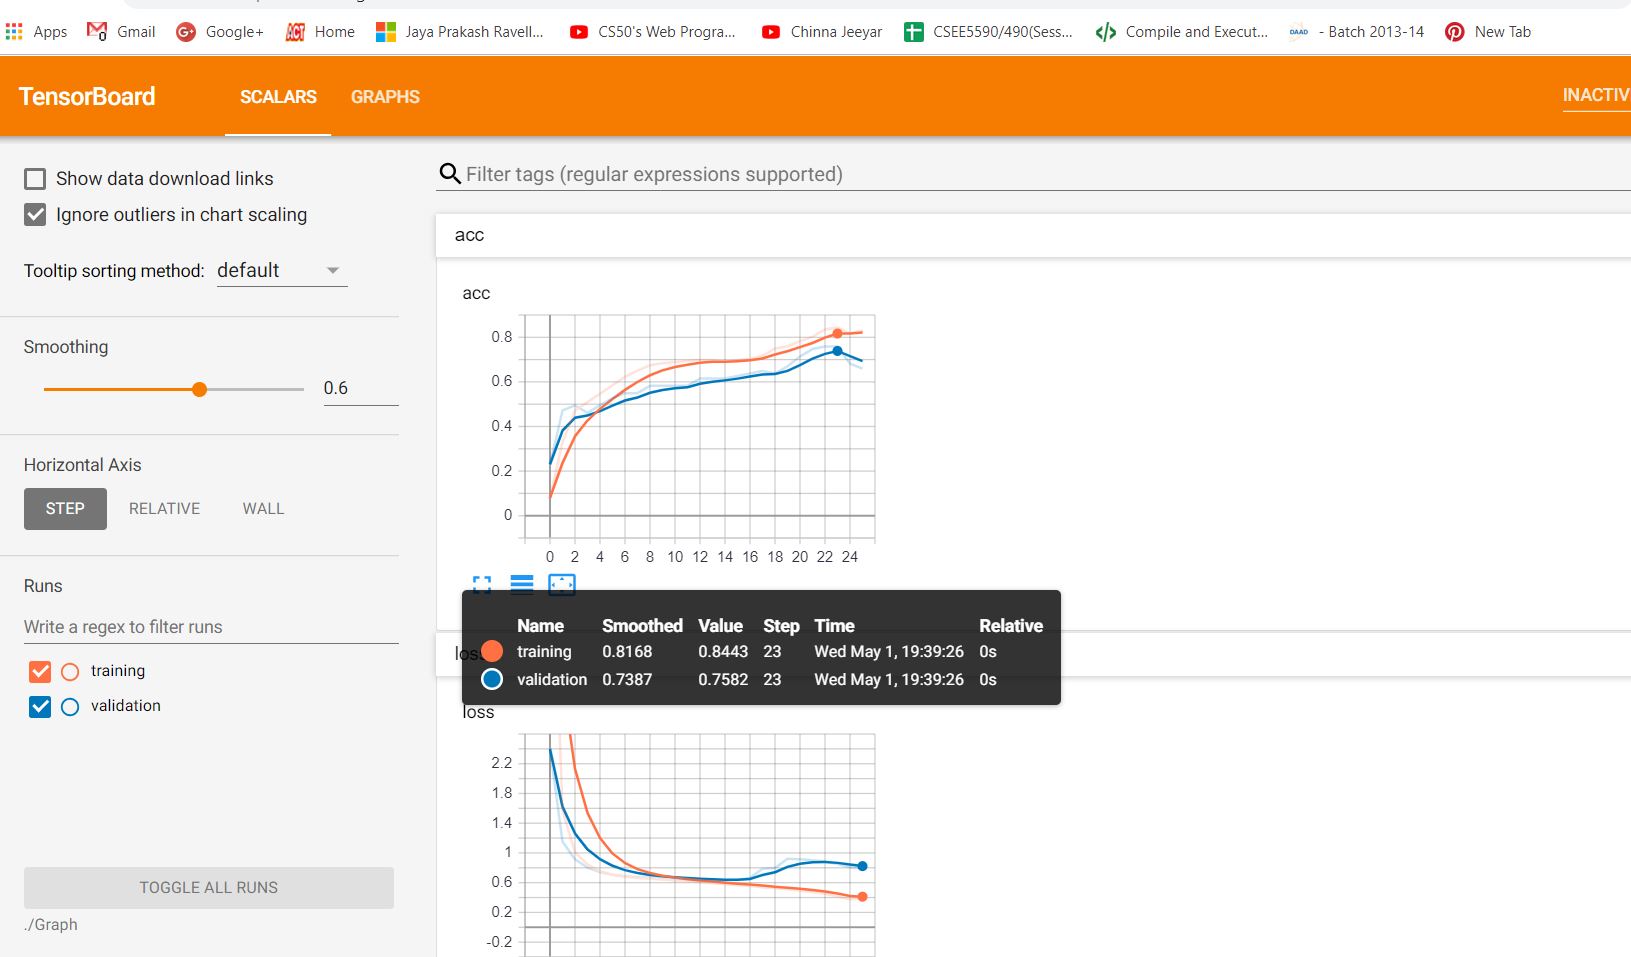 Apps Gmail Google+ Home Jaya Prakash Ravell... CS50's Web Progra... Chinna Jeeyar CSEE5590/490(Sess... Compile and Execut... DAAD - Batch 2013-14 New Tab
TensorBoard SCALARS GRAPHS INACTIV
Show data download links
Ignore outliers in chart scaling
Tooltip sorting method: default
Smoothing
0.6
Horizontal Axis
STEP RELATIVE WALL
Runs
Write a regex to filter runs
training
validation
TOGGLE ALL RUNS
./Graph
Filter tags (regular expressions supported)
acc
acc
0.8
0.6
0.4
0.2
0
0 2 4 6 8 10 12 14 16 18 20 22 24
Name Smoothed Value Step Time Relative
training 0.8168 0.8443 23 Wed May 1, 19:39:26 0s
validation 0.7387 0.7582 23 Wed May 1, 19:39:26 0s
loss
loss
2.2
1.8
1.4
1
0.6
0.2
-0.2